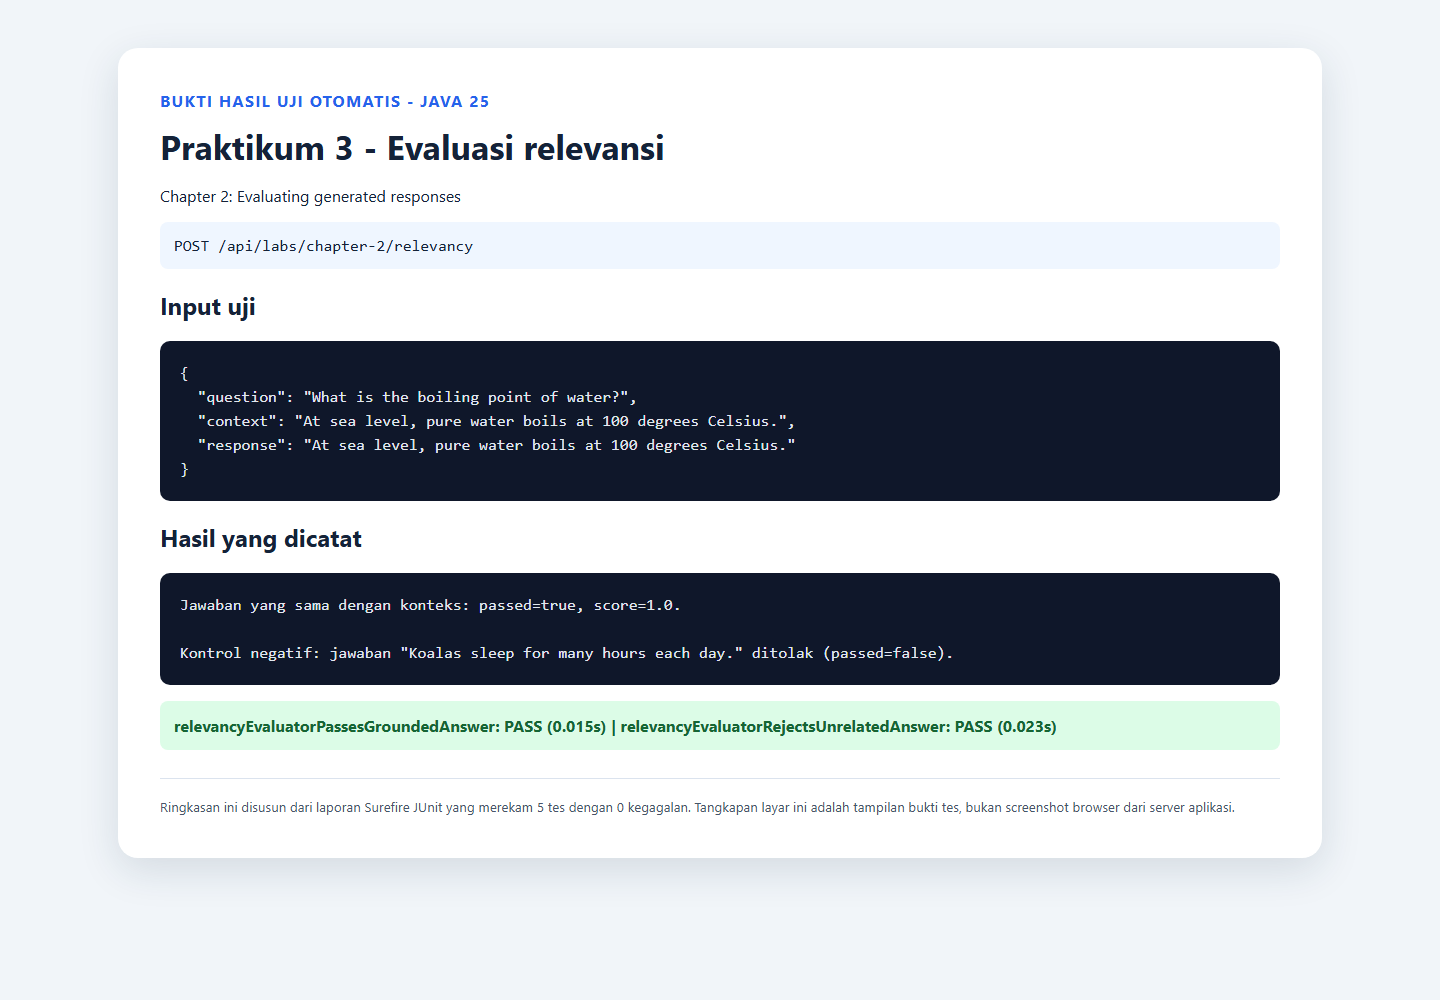 BUKTI HASIL UJI OTOMATIS - JAVA 25
Praktikum 3 - Evaluasi relevansi
Chapter 2: Evaluating generated responses
POST /api/labs/chapter-2/relevancy
Input uji
{
  "question": "What is the boiling point of water?",
  "context": "At sea level, pure water boils at 100 degrees Celsius.",
  "response": "At sea level, pure water boils at 100 degrees Celsius."
}
Hasil yang dicatat
Jawaban yang sama dengan konteks: passed=true, score=1.0.
Kontrol negatif: jawaban "Koalas sleep for many hours each day." ditolak (passed=false).
relevancyEvaluatorPassesGroundedAnswer: PASS (0.015s) | relevancyEvaluatorRejectsUnrelatedAnswer: PASS (0.023s)
Ringkasan ini disusun dari laporan Surefire JUnit yang merekam 5 tes dengan 0 kegagalan. Tangkapan layar ini adalah tampilan bukti tes, bukan screenshot browser dari server aplikasi.